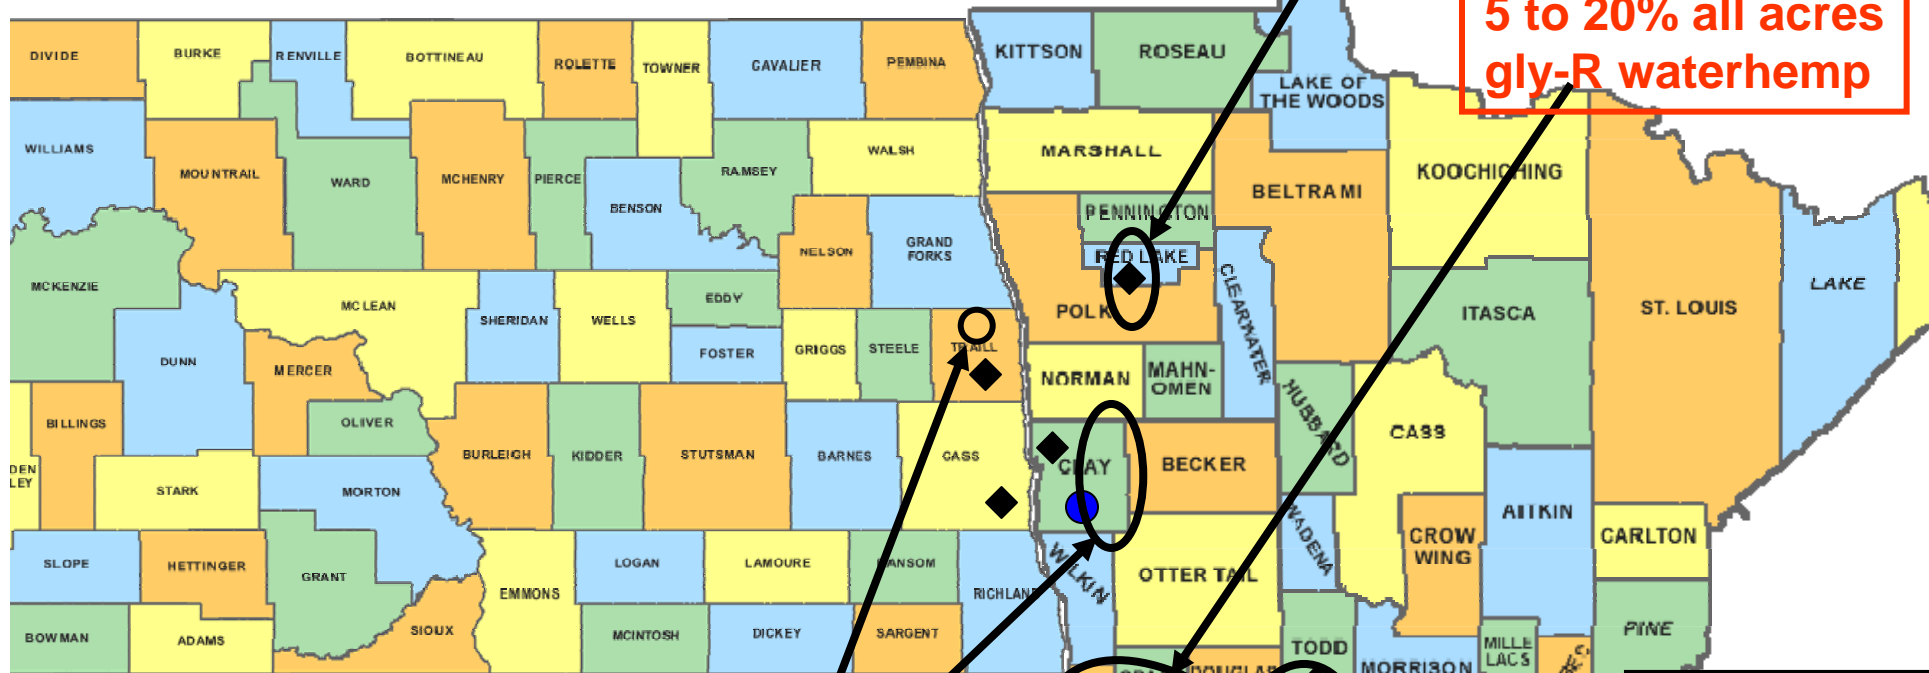 5 to 20% all acres
gly-R waterhemp
DIVIDE
BURKE
RENVILLE
BOTTINEAU
ROLETTE
TOWNER
CAVALIER
PEMBINA
KITTSON
ROSEAU
LAKE OF
THE WOODS
WILLIAMS
MOUNTRAIL
WARD
MCHENRY
PIERCE
BENSON
RAMSEY
WALSH
MARSHALL
BELTRAMI
KOOCHICHING
PENNINGTON
RED LAKE
NELSON
GRAND
FORKS
CLEARWATER
MCKENZIE
MC LEAN
SHERIDAN
WELLS
EDDY
POLK
ITASCA
ST. LOUIS
LAKE
DUNN
MERCER
FOSTER
GRIGGS
STEELE
TRAILL
NORMAN
MAHN-
OMEN
HUBBARD
CASS
BILLINGS
OLIVER
BURLEIGH
KIDDER
STUTSMAN
BARNES
CASS
CLAY
BECKER
DEN
LEY
STARK
MORTON
WADENA
CROW
WING
AITKIN
CARLTON
SLOPE
HETTINGER
GRANT
EMMONS
LOGAN
LAMOURE
RANSOM
RICHLAND
WILKIN
OTTER TAIL
BOWMAN
ADAMS
SIOUX
MCINTOSH
DICKEY
SARGENT
DOUGLAS
TODD
MORRISON
MILLE
LACS
PINE